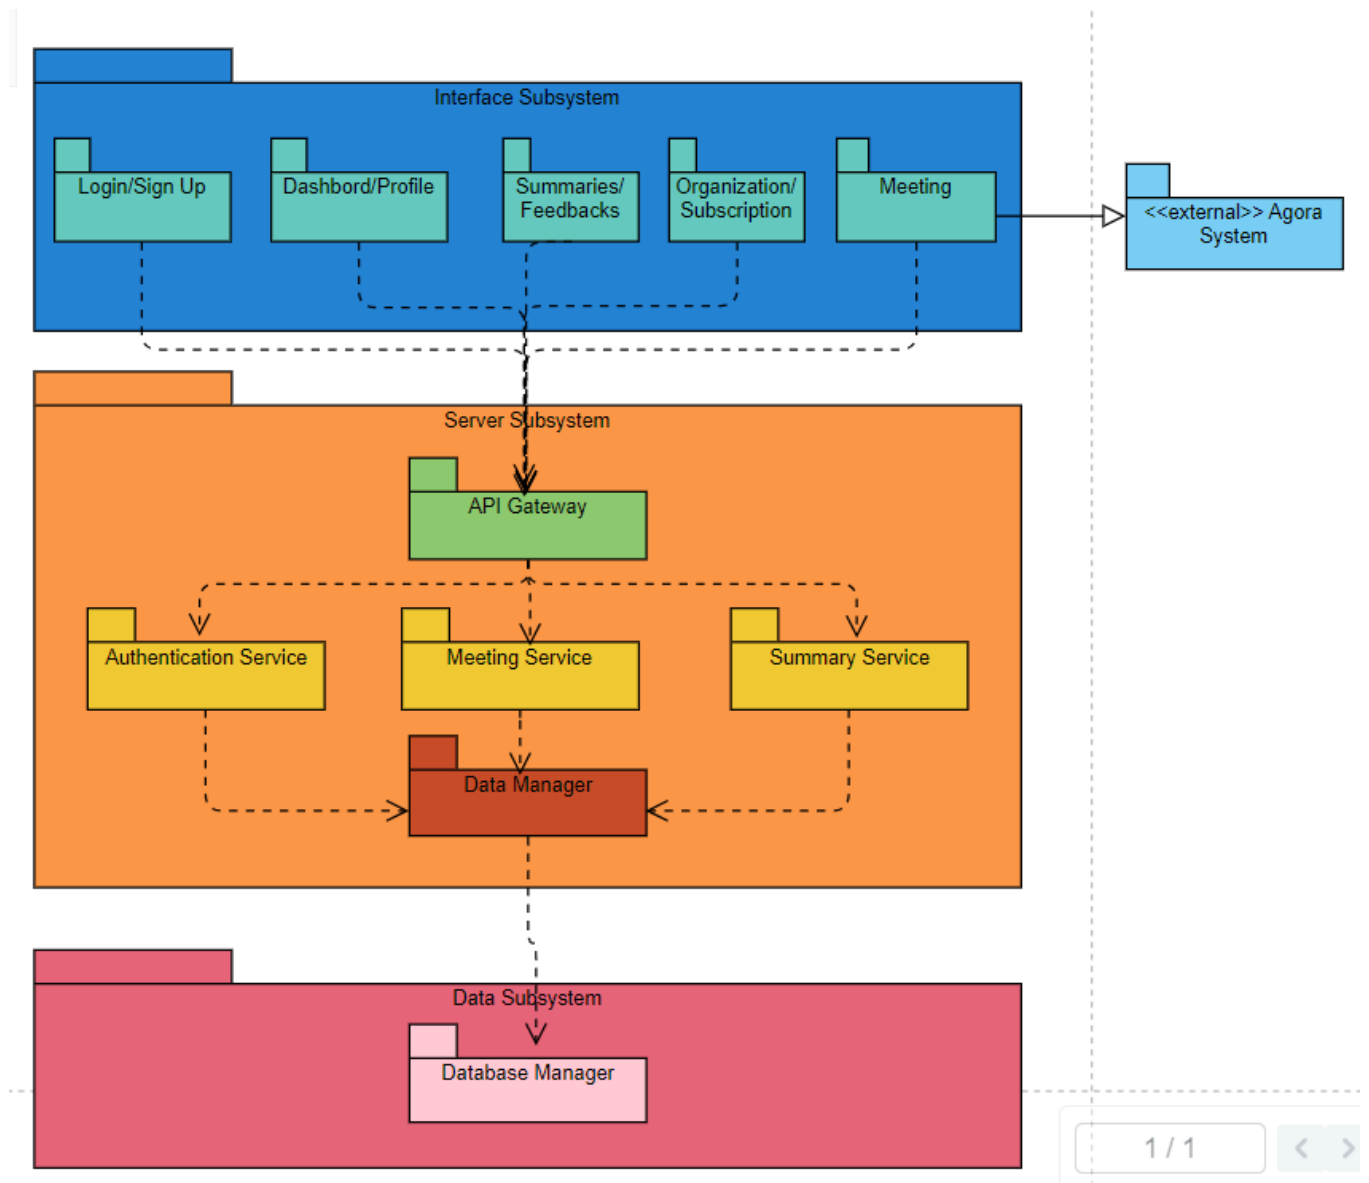 Interface Subsystem
Login/Sign Up
Dashbord/Profile
Summaries/
Feedbacks
Organization/
Subscription
Meeting
<<external>> Agora
System
Server Subsystem
API Gateway
Authentication Service
Meeting Service
Summary Service
Data Manager
Data Subsystem
Database Manager
1 / 1